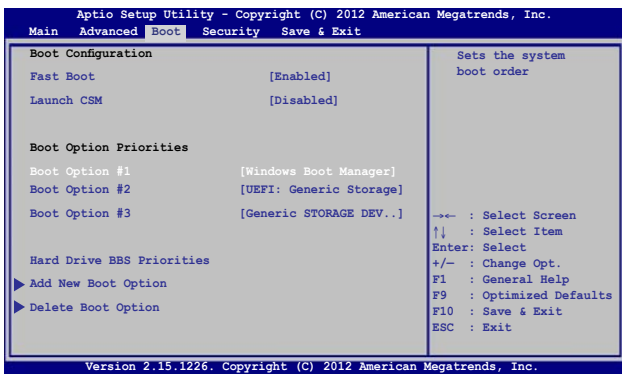 Aptio Setup Utility - Copyright (C) 2012 American Megatrends, Inc.
Main Advanced Boot Security Save & Exit
Boot Configuration
Fast Boot [Enabled]
Launch CSM [Disabled]
Boot Option Priorities
Boot Option #1 [Windows Boot Manager]
Boot Option #2 [UEFI: Generic Storage]
Boot Option #3 [Generic STORAGE DEV..]
Hard Drive BBS Priorities
Add New Boot Option
Delete Boot Option
Sets the system
boot order
→← : Select Screen
↑↓ : Select Item
Enter: Select
+/— : Change Opt.
F1 : General Help
F9 : Optimized Defaults
F10 : Save & Exit
ESC : Exit
Version 2.15.1226. Copyright (C) 2012 American Megatrends, Inc.